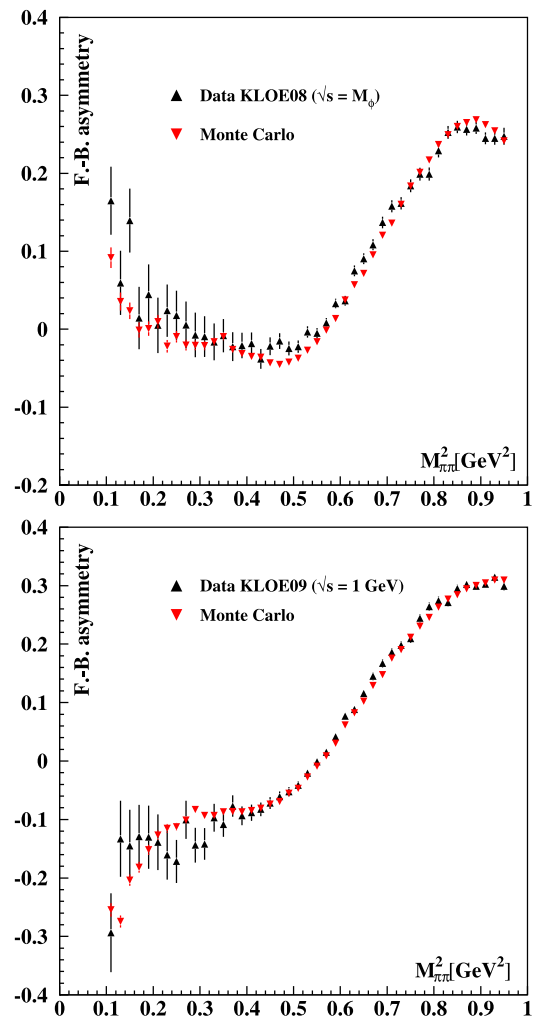 0.4
F.-B. asymmetry
Data KLOE08 (√s = M_ϕ)
0.3
Monte Carlo
0.2
0.1
0
-0.1
M²_ππ[GeV²]
-0.2
0 0.1 0.2 0.3 0.4 0.5 0.6 0.7 0.8 0.9 1
0.4
F.-B. asymmetry
0.3
Data KLOE09 (√s = 1 GeV)
Monte Carlo
0.2
0.1
0
-0.1
-0.2
-0.3
M²_ππ[GeV²]
-0.4
0 0.1 0.2 0.3 0.4 0.5 0.6 0.7 0.8 0.9 1